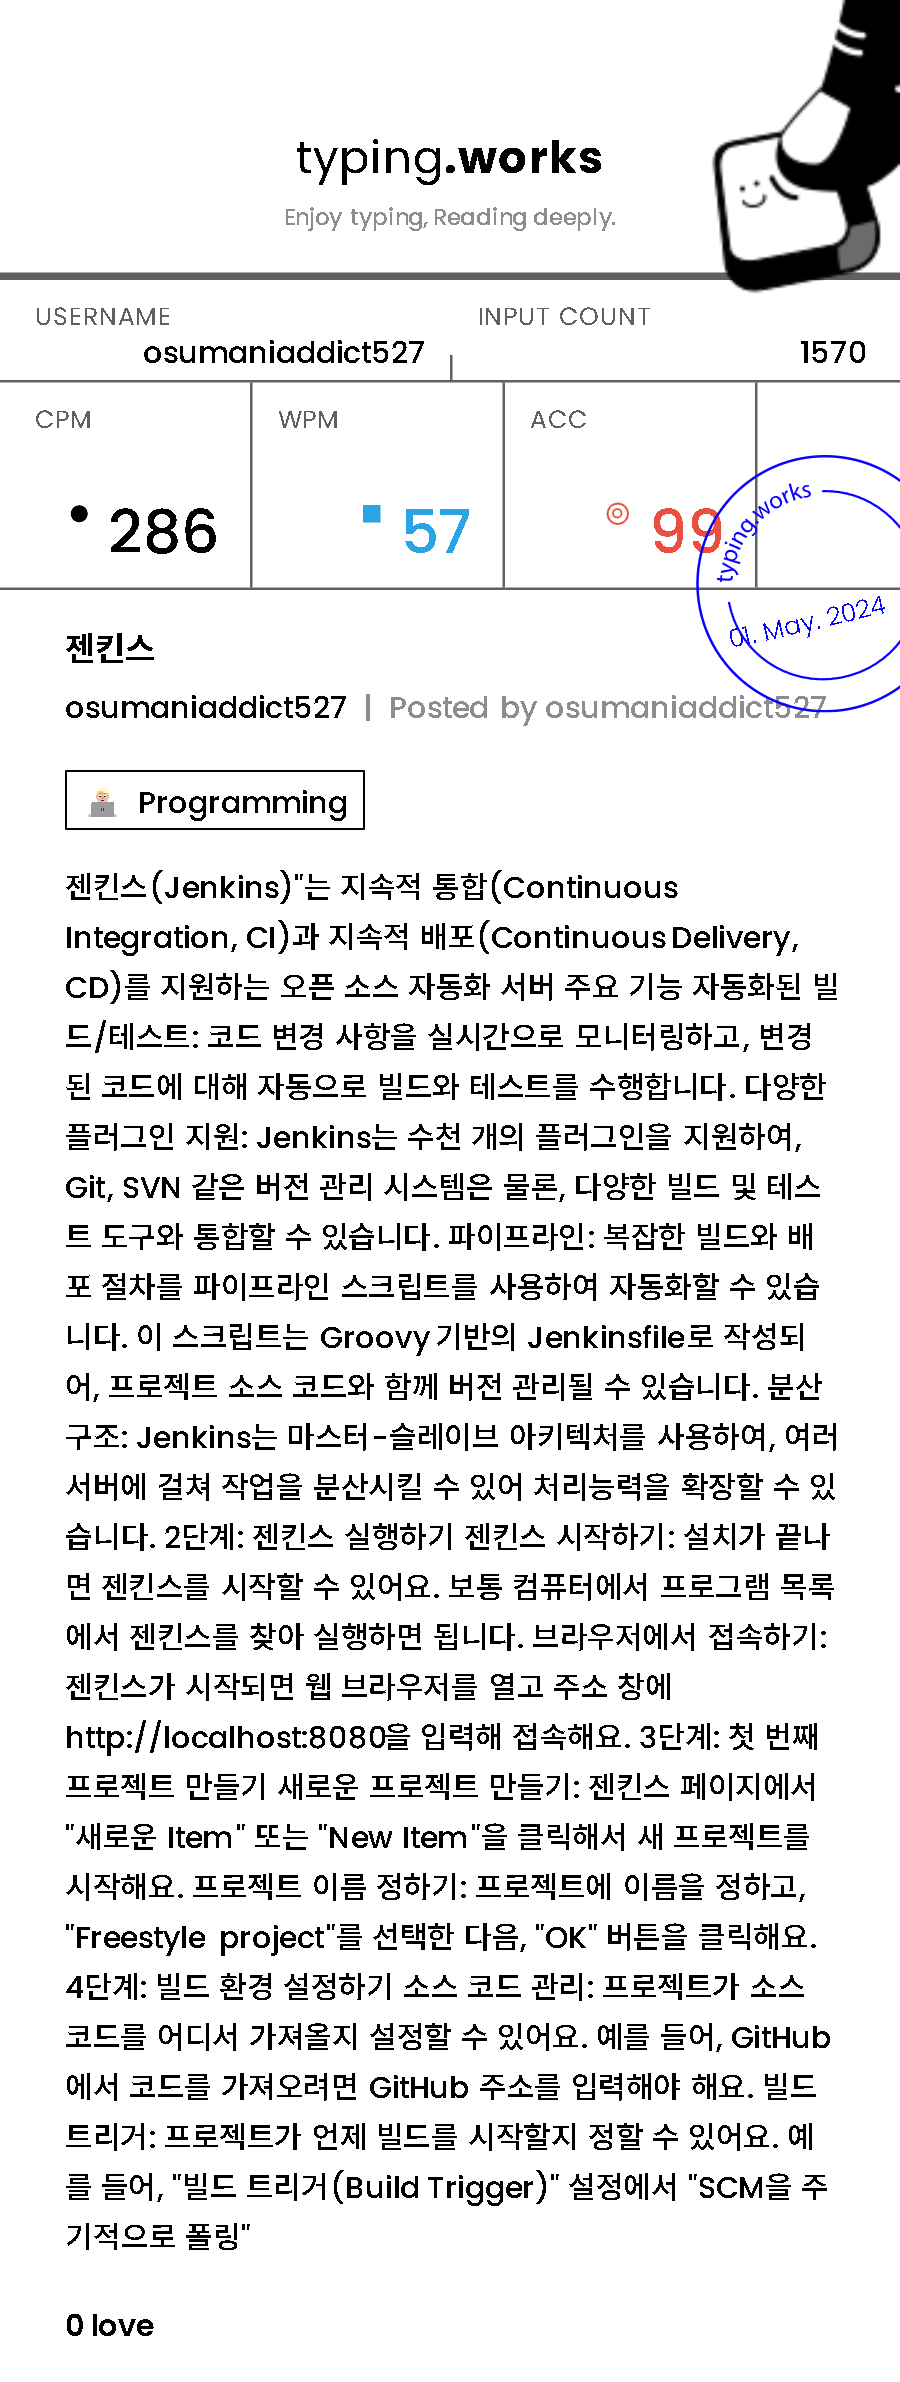 typing.works
Enjoy typing, Reading deeply.
USERNAME
osumaniaddict527
INPUT COUNT
1570
CPM
286
WPM
57
ACC
99
typing.works
01. May. 2024
젠킨스
osumaniaddict527 | Posted by osumaniaddict527
Programming
젠킨스(Jenkins)"는 지속적 통합(Continuous
Integration, CI)과 지속적 배포(Continuous Delivery,
CD)를 지원하는 오픈 소스 자동화 서버 주요 기능 자동화된 빌
드/테스트: 코드 변경 사항을 실시간으로 모니터링하고, 변경
된 코드에 대해 자동으로 빌드와 테스트를 수행합니다. 다양한
플러그인 지원: Jenkins는 수천 개의 플러그인을 지원하여,
Git, SVN 같은 버전 관리 시스템은 물론, 다양한 빌드 및 테스
트 도구와 통합할 수 있습니다. 파이프라인: 복잡한 빌드와 배
포 절차를 파이프라인 스크립트를 사용하여 자동화할 수 있습
니다. 이 스크립트는 Groovy 기반의 Jenkinsfile로 작성되
어, 프로젝트 소스 코드와 함께 버전 관리될 수 있습니다. 분산
구조: Jenkins는 마스터-슬레이브 아키텍처를 사용하여, 여러
서버에 걸쳐 작업을 분산시킬 수 있어 처리능력을 확장할 수 있
습니다. 2단계: 젠킨스 실행하기 젠킨스 시작하기: 설치가 끝나
면 젠킨스를 시작할 수 있어요. 보통 컴퓨터에서 프로그램 목록
에서 젠킨스를 찾아 실행하면 됩니다. 브라우저에서 접속하기:
젠킨스가 시작되면 웹 브라우저를 열고 주소 창에
http://localhost:8080을 입력해 접속해요. 3단계: 첫 번째
프로젝트 만들기 새로운 프로젝트 만들기: 젠킨스 페이지에서
"새로운 Item" 또는 "New Item"을 클릭해서 새 프로젝트를
시작해요. 프로젝트 이름 정하기: 프로젝트에 이름을 정하고,
"Freestyle project"를 선택한 다음, "OK" 버튼을 클릭해요.
4단계: 빌드 환경 설정하기 소스 코드 관리: 프로젝트가 소스
코드를 어디서 가져올지 설정할 수 있어요. 예를 들어, GitHub
에서 코드를 가져오려면 GitHub 주소를 입력해야 해요. 빌드
트리거: 프로젝트가 언제 빌드를 시작할지 정할 수 있어요. 예
를 들어, "빌드 트리거(Build Trigger)" 설정에서 "SCM을 주
기적으로 폴링"
0 love